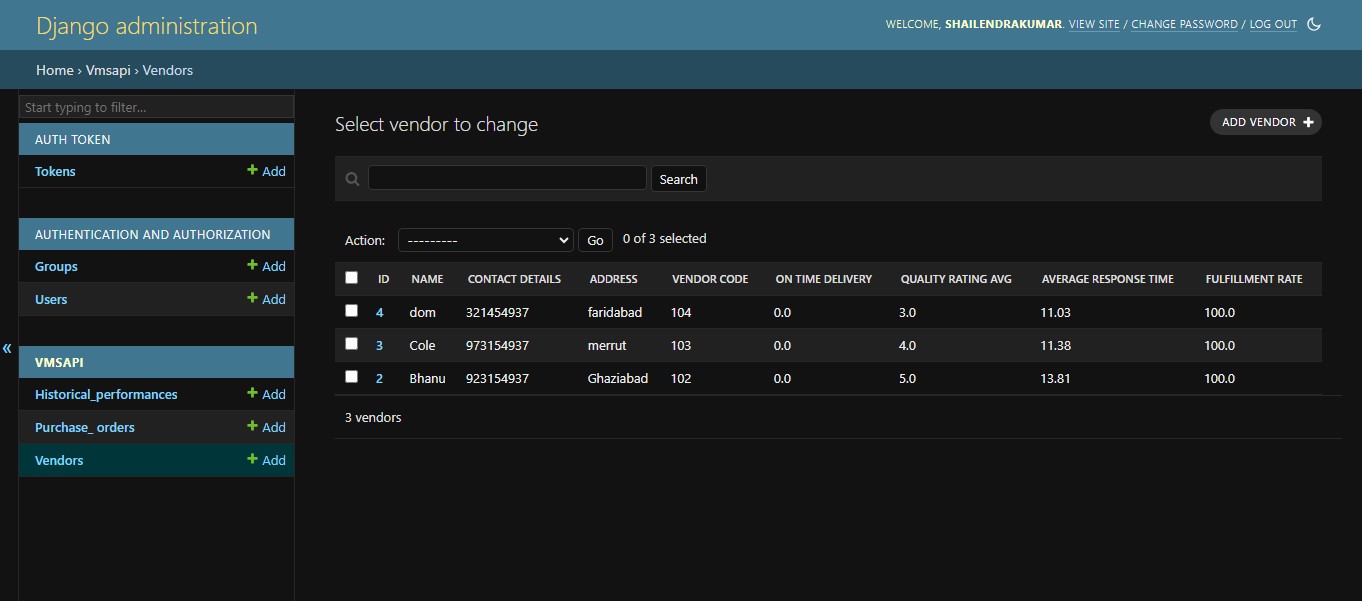 Django administration
WELCOME, SHAILENDRAKUMAR. VIEW SITE / CHANGE PASSWORD / LOG OUT
Home › Vmsapi › Vendors
Start typing to filter...
AUTH TOKEN
Tokens + Add
AUTHENTICATION AND AUTHORIZATION
Groups + Add
Users + Add
«
VMSAPI
Historical_performances + Add
Purchase_ orders + Add
Vendors + Add
Select vendor to change
ADD VENDOR +
Search
Action: --------- Go 0 of 3 selected
ID NAME CONTACT DETAILS ADDRESS VENDOR CODE ON TIME DELIVERY QUALITY RATING AVG AVERAGE RESPONSE TIME FULFILLMENT RATE
4 dom 321454937 faridabad 104 0.0 3.0 11.03 100.0
3 Cole 973154937 merrut 103 0.0 4.0 11.38 100.0
2 Bhanu 923154937 Ghaziabad 102 0.0 5.0 13.81 100.0
3 vendors